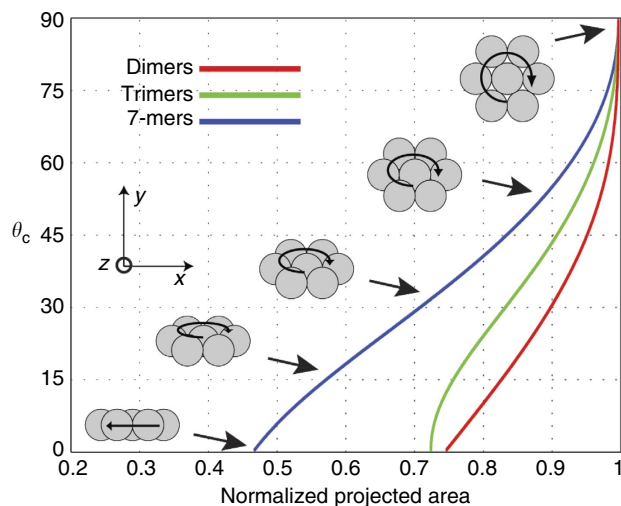 90
75
60
45
30
15
0
θc
Dimers
Trimers
7-mers
y
z
x
0.2 0.3 0.4 0.5 0.6 0.7 0.8 0.9 1
Normalized projected area